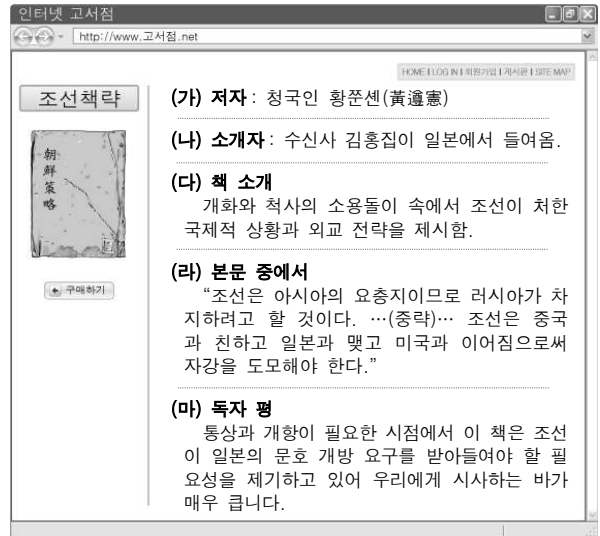 인터넷 고서점
http://www.고서점.net
HOME I LOG IN I 회원가입 I 게시판 I SITE MAP
조선책략
朝鮮策略
구매하기
(가) 저자 : 청국인 황쭌셴(黃遵憲)
(나) 소개자 : 수신사 김홍집이 일본에서 들여옴.
(다) 책 소개
개화와 척사의 소용돌이 속에서 조선이 처한
국제적 상황과 외교 전략을 제시함.
(라) 본문 중에서
“조선은 아시아의 요충지이므로 러시아가 차
지하려고 할 것이다. …(중략)… 조선은 중국
과 친하고 일본과 맺고 미국과 이어짐으로써
자강을 도모해야 한다.”
(마) 독자 평
통상과 개항이 필요한 시점에서 이 책은 조선
이 일본의 문호 개방 요구를 받아들여야 할 필
요성을 제기하고 있어 우리에게 시사하는 바가
매우 큽니다.